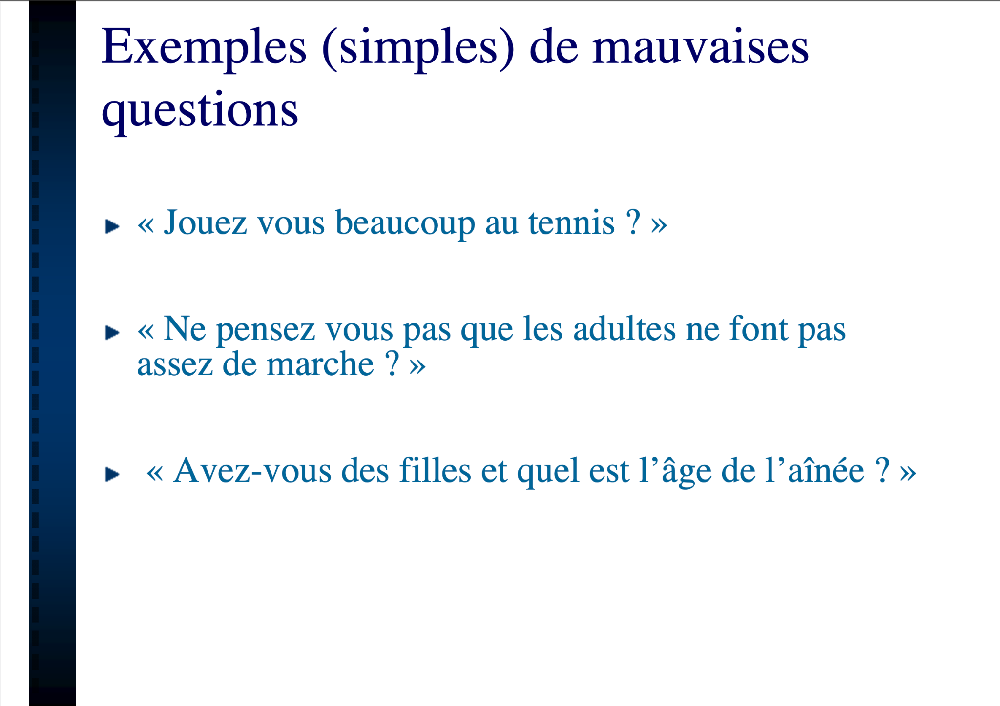 Exemples (simples) de mauvaises
questions
« Jouez vous beaucoup au tennis ? »
« Ne pensez vous pas que les adultes ne font pas
assez de marche ? »
« Avez-vous des filles et quel est l’âge de l’aînée ? »